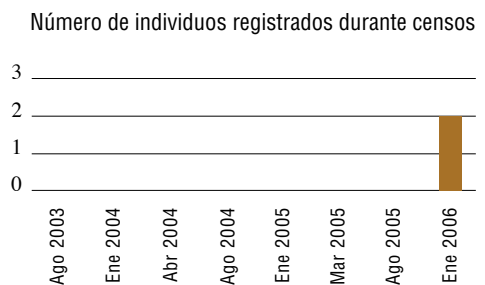 Número de individuos registrados durante censos
3
2
1
0
Ago 2003
Ene 2004
Abr 2004
Ago 2004
Ene 2005
Mar 2005
Ago 2005
Ene 2006